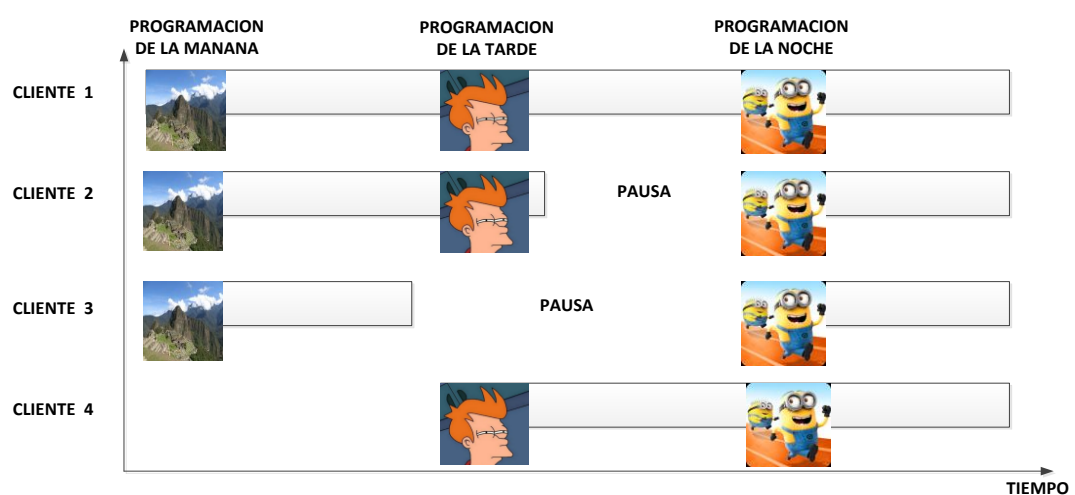 PROGRAMACION
DE LA MANANA
PROGRAMACION
DE LA TARDE
PROGRAMACION
DE LA NOCHE
CLIENTE 1
CLIENTE 2
PAUSA
CLIENTE 3
PAUSA
CLIENTE 4
TIEMPO